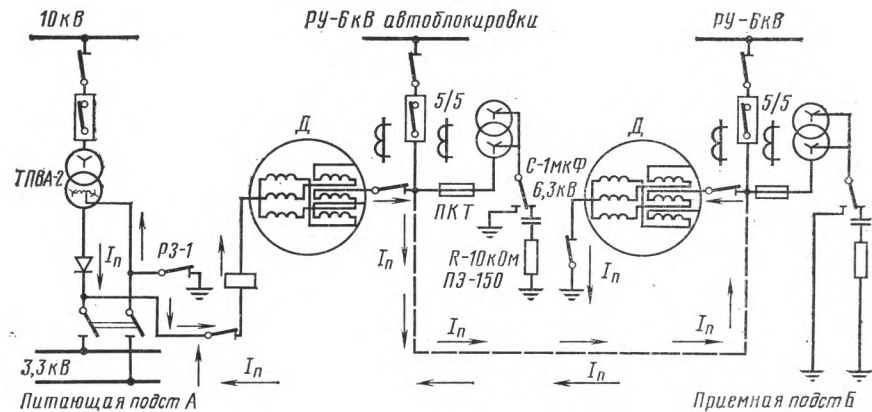 10кВ
РУ-6кВ автоблокировки
РУ-6кВ
5/5
5/5
Д
Д
ТПВА-2
С-1мкФ
6,3кВ
ПКТ
Iп
РЗ-1
Iп
R-10кОм
ПЭ-150
Iп
Iп
Iп
3,3кВ
Iп
Iп
Питающая подст А
Приемная подст Б